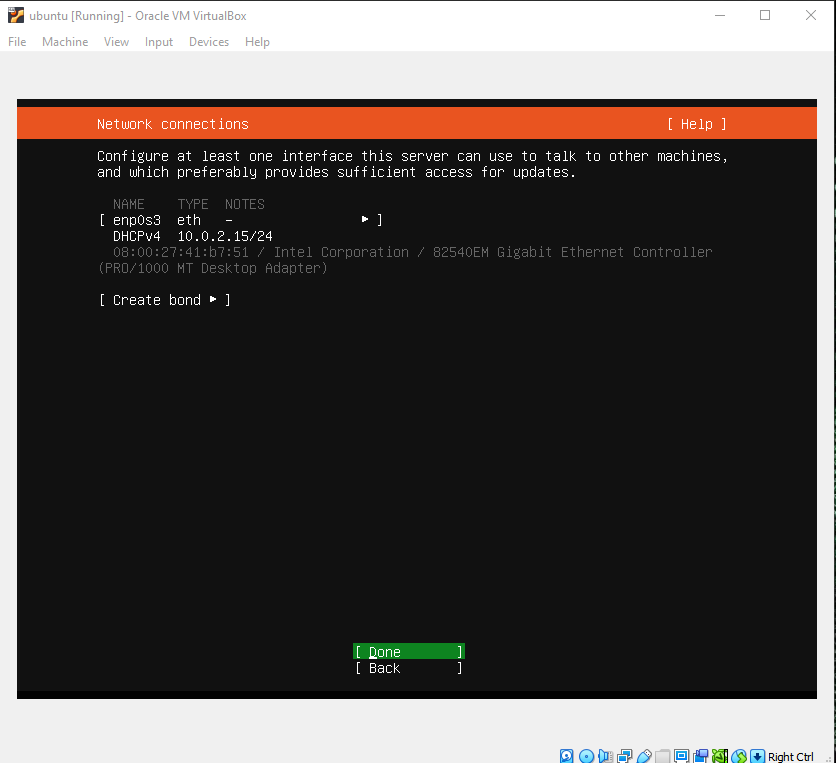 ubuntu [Running] - Oracle VM VirtualBox
File Machine View Input Devices Help
Network connections [ Help ]
Configure at least one interface this server can use to talk to other machines,
and which preferably provides sufficient access for updates.
NAME TYPE NOTES
[ enp0s3 eth - ▸ ]
DHCPv4 10.0.2.15/24
08:00:27:41:b7:51 / Intel Corporation / 82540EM Gigabit Ethernet Controller
(PRO/1000 MT Desktop Adapter)
[ Create bond ▸ ]
[ Done ]
[ Back ]
Right Ctrl